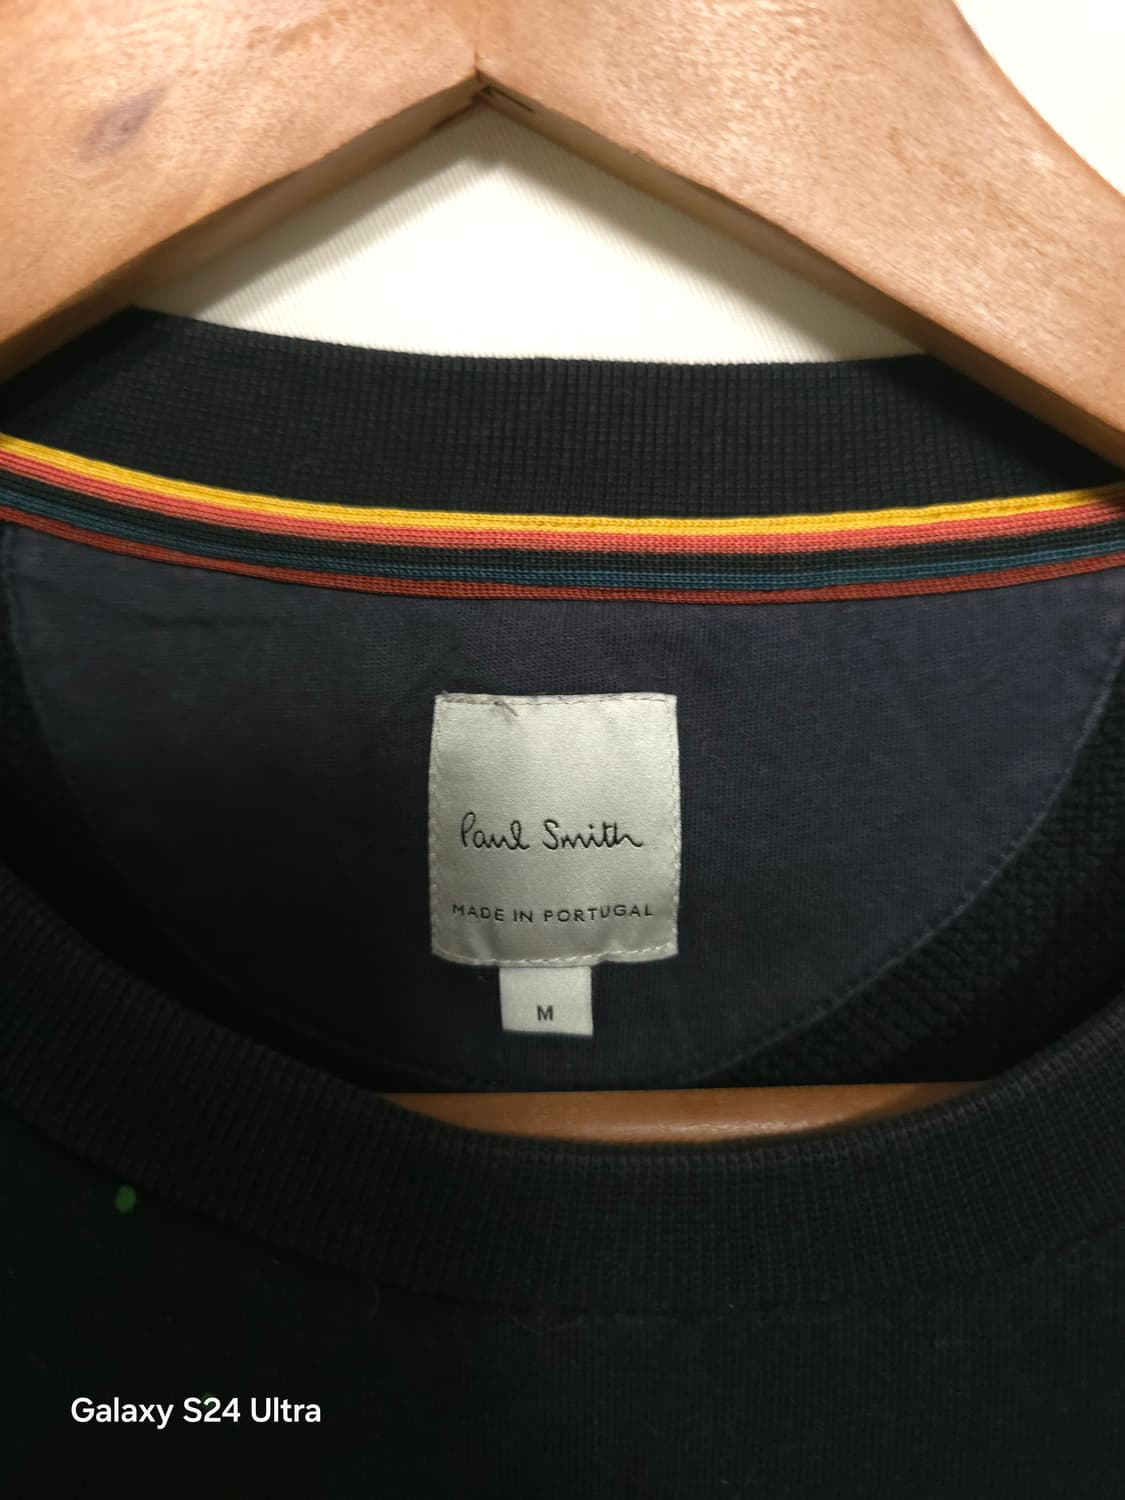 Paul Smith
MADE IN PORTUGAL
M
Galaxy S24 Ultra